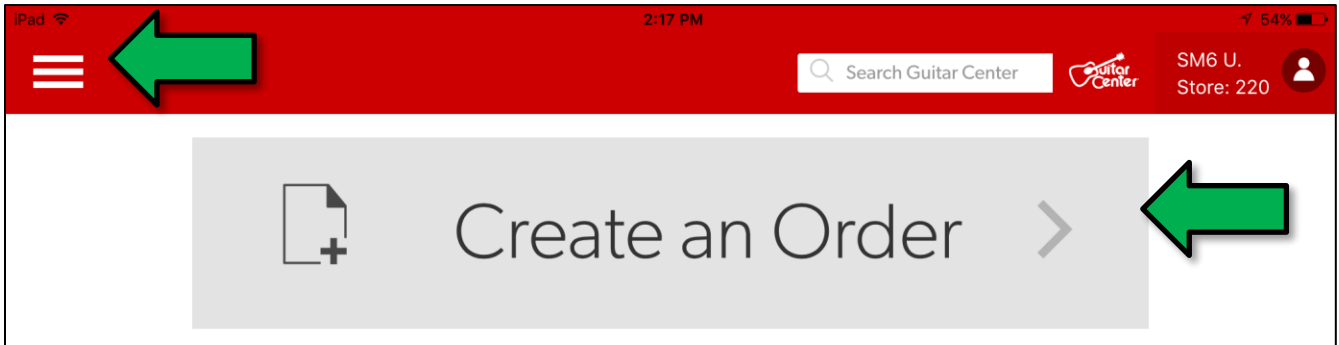 iPad
2:17 PM
54%
Search Guitar Center
Guitar Center
SM6 U.
Store: 220
Create an Order